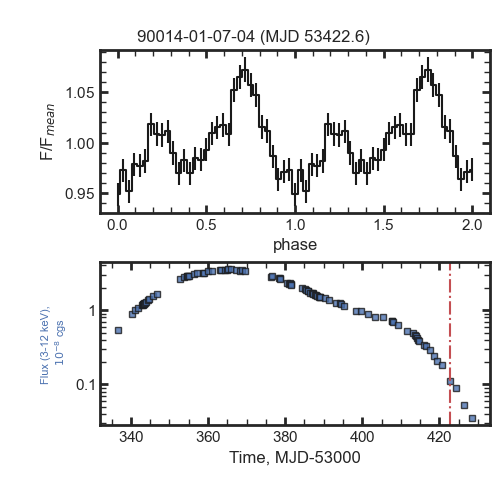 90014-01-07-04 (MJD 53422.6)
F/F_mean
1.05
1.00
0.95
0.0 0.5 1.0 1.5 2.0
phase
Flux (3-12 keV),
10⁻⁸ cgs
1
0.1
340 360 380 400 420
Time, MJD-53000